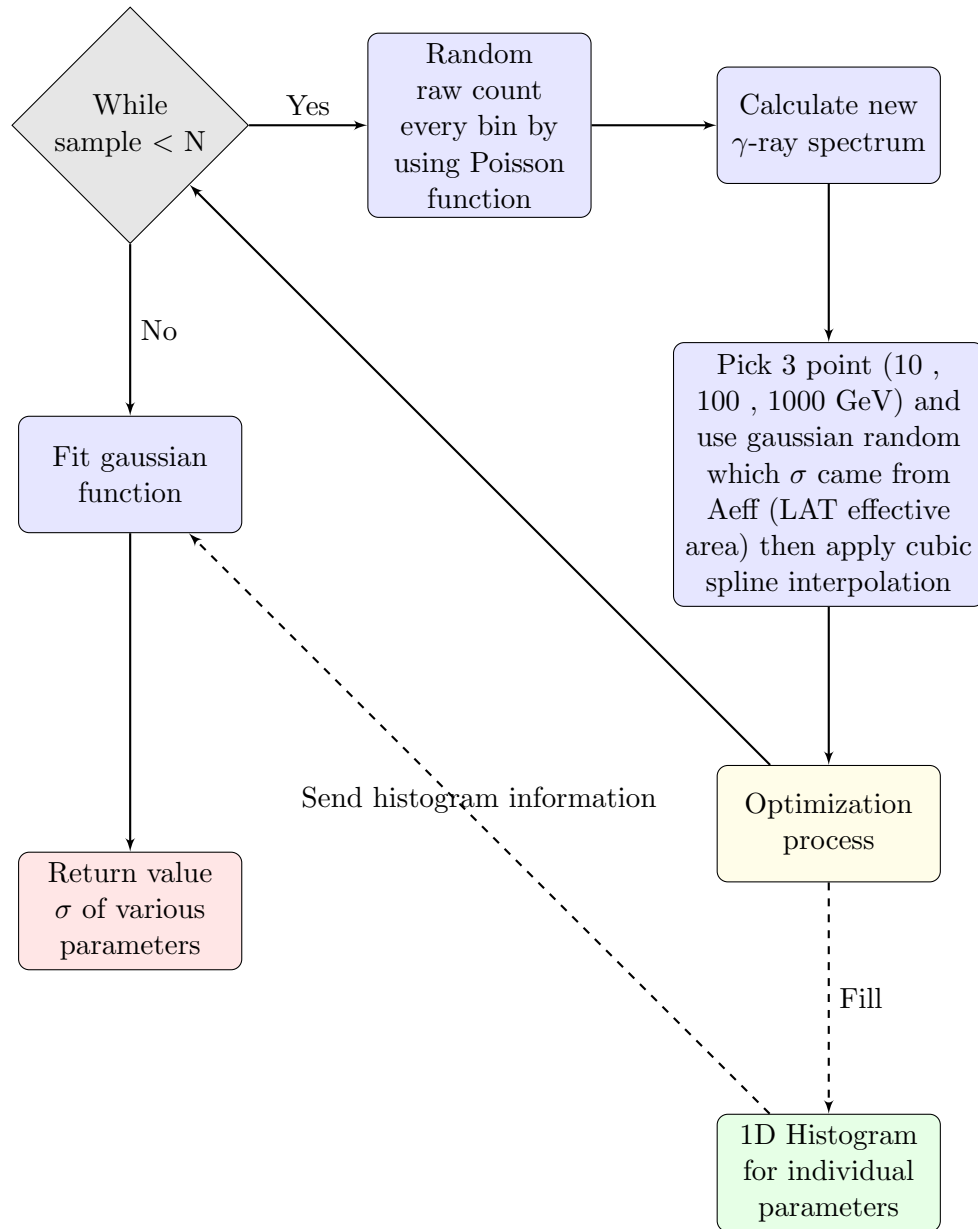 While
sample < N
Yes
Random
raw count
every bin by
using Poisson
function
Calculate new
γ-ray spectrum
No
Fit gaussian
function
Pick 3 point (10 ,
100 , 1000 GeV) and
use gaussian random
which σ came from
Aeff (LAT effective
area) then apply cubic
spline interpolation
Send histogram information
Optimization
process
Return value
σ of various
parameters
Fill
1D Histogram
for individual
parameters